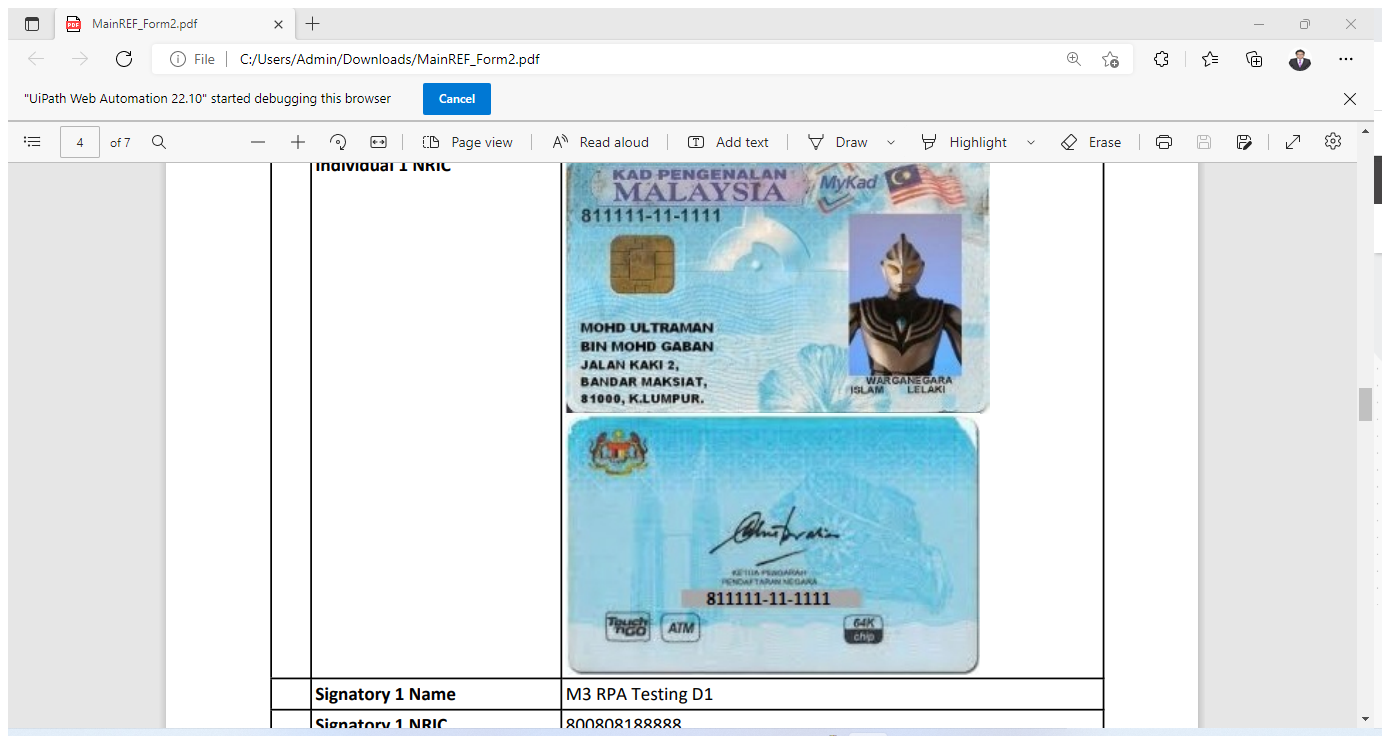 MainREF_Form2.pdf
File
C:/Users/Admin/Downloads/MainREF_Form2.pdf
"UiPath Web Automation 22.10" started debugging this browser
Cancel
4
of 7
Page view
Read aloud
Add text
Draw
Highlight
Erase
Individual 1 NRIC
KAD PENGENALAN
MALAYSIA
MyKad
811111-11-1111
MOHD ULTRAMAN
BIN MOHD GABAN
JALAN KAKI 2,
BANDAR MAKSIAT,
81000, K.LUMPUR.
WARGANEGARA
ISLAM LELAKI
KETUA PENGARAH
PENDAFTARAN NEGARA
811111-11-1111
Touch
'nGO
ATM
64K
chip
Signatory 1 Name
M3 RPA Testing D1
Signatory 1 NRIC
800808188888